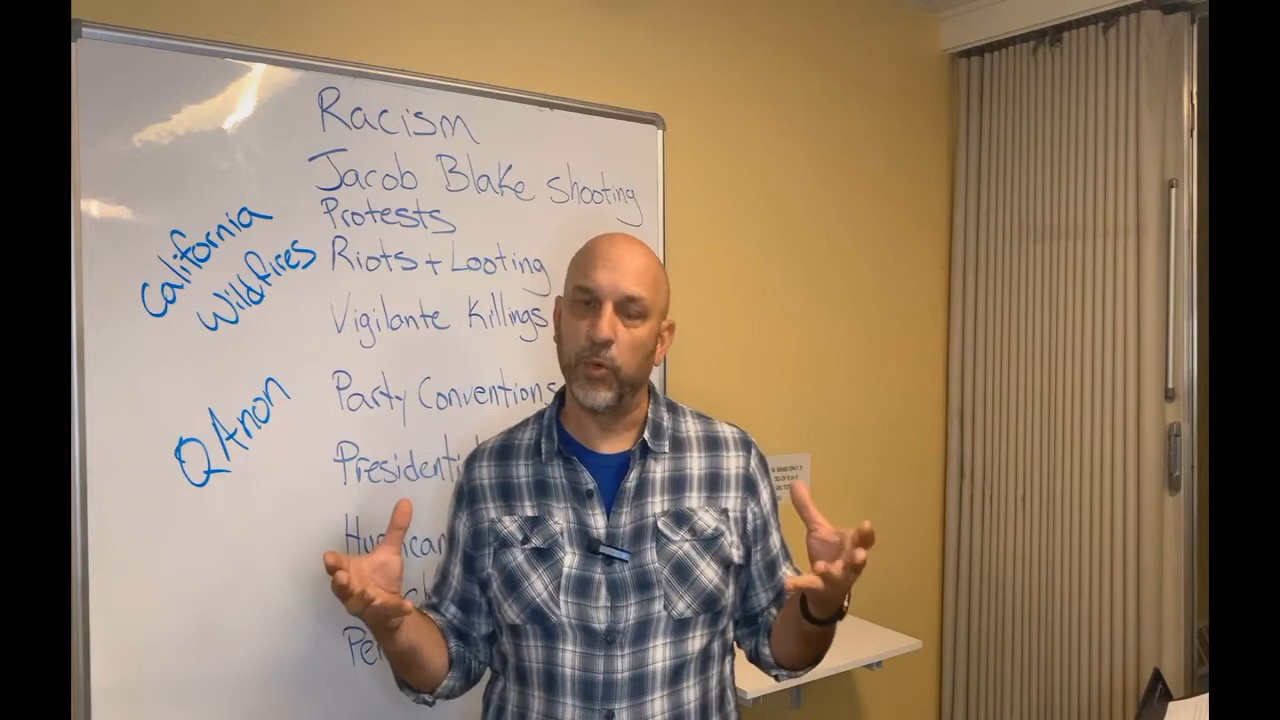 Racism
Jacob Blake shooting
Protests
Riots + Looting
Vigilante Killings
Party Conventions
California
Wildfires
QAnon